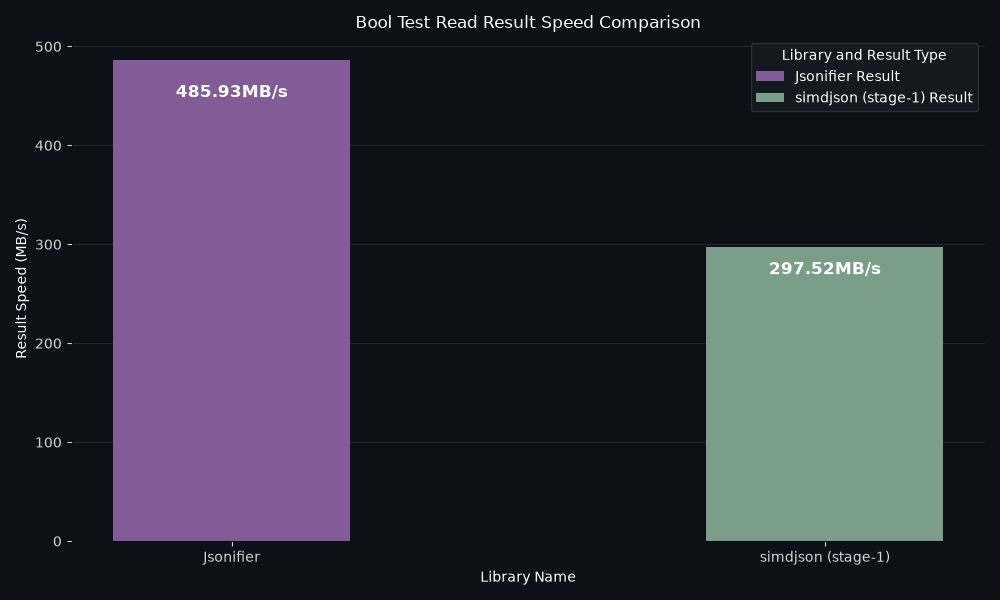 Bool Test Read Result Speed Comparison
Library and Result Type
Jsonifier Result
simdjson (stage-1) Result
485.93MB/s
297.52MB/s
Result Speed (MB/s)
500
400
300
200
100
0
Jsonifier
simdjson (stage-1)
Library Name